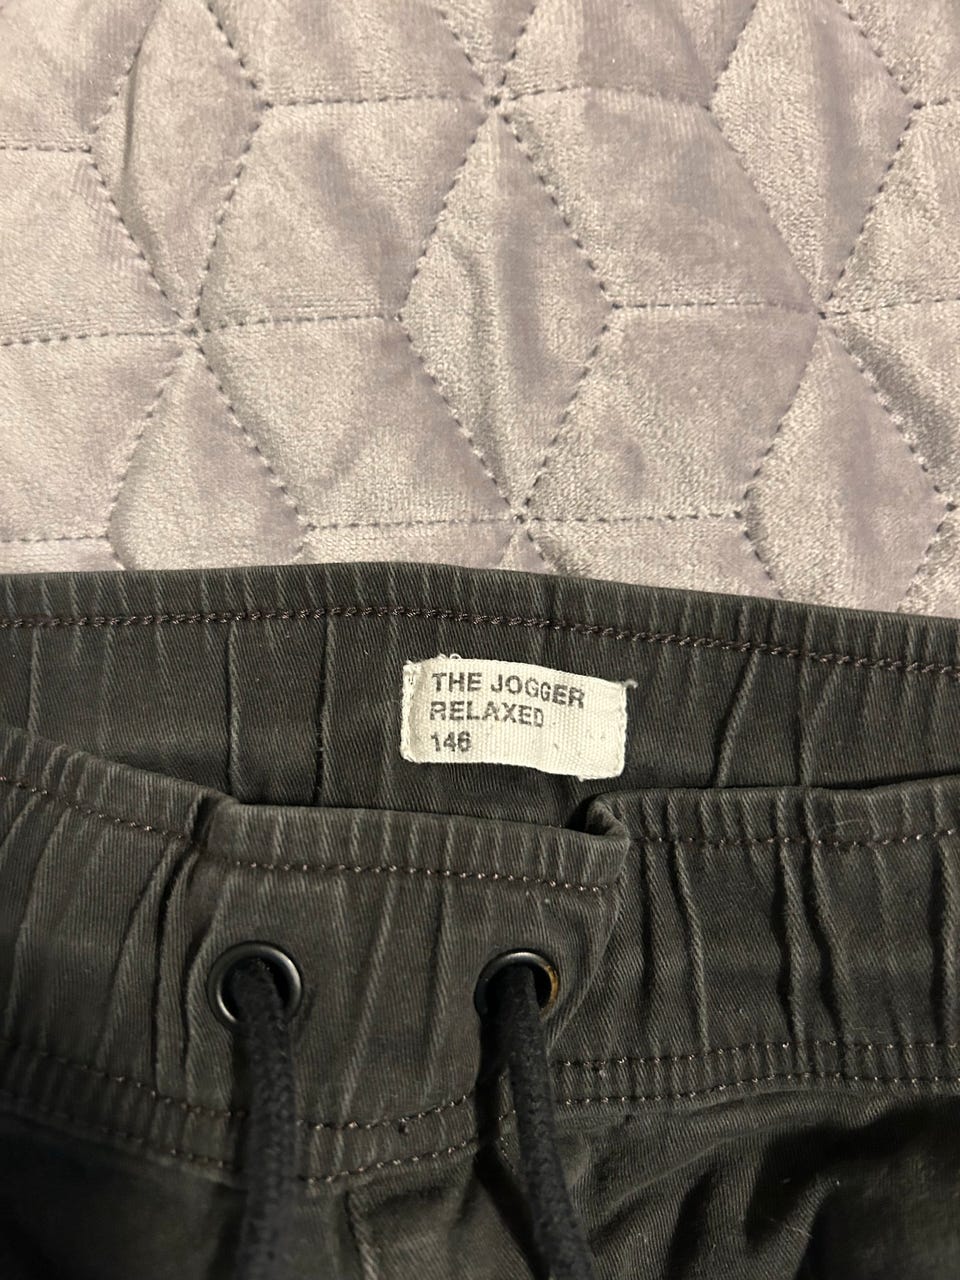 THE JOGGER
RELAXED
146